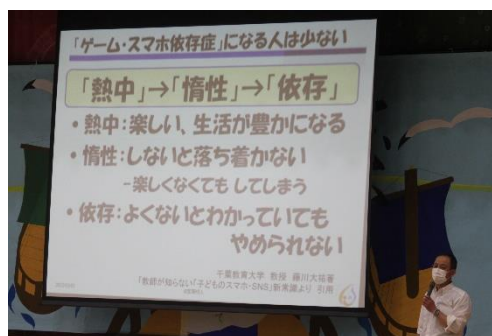 「ゲーム・スマホ依存症」になる人は少ない
「熱中」→「惰性」→「依存」
・熱中：楽しい、生活が豊かになる
・惰性：しないと落ち着かない
-楽しくなくても してしまう
・依存：よくないとわかっていても
やめられない
千葉教育大学 教授 藤川大祐著
「教師が知らない「子どものスマホ・SNS」新常識より 引用